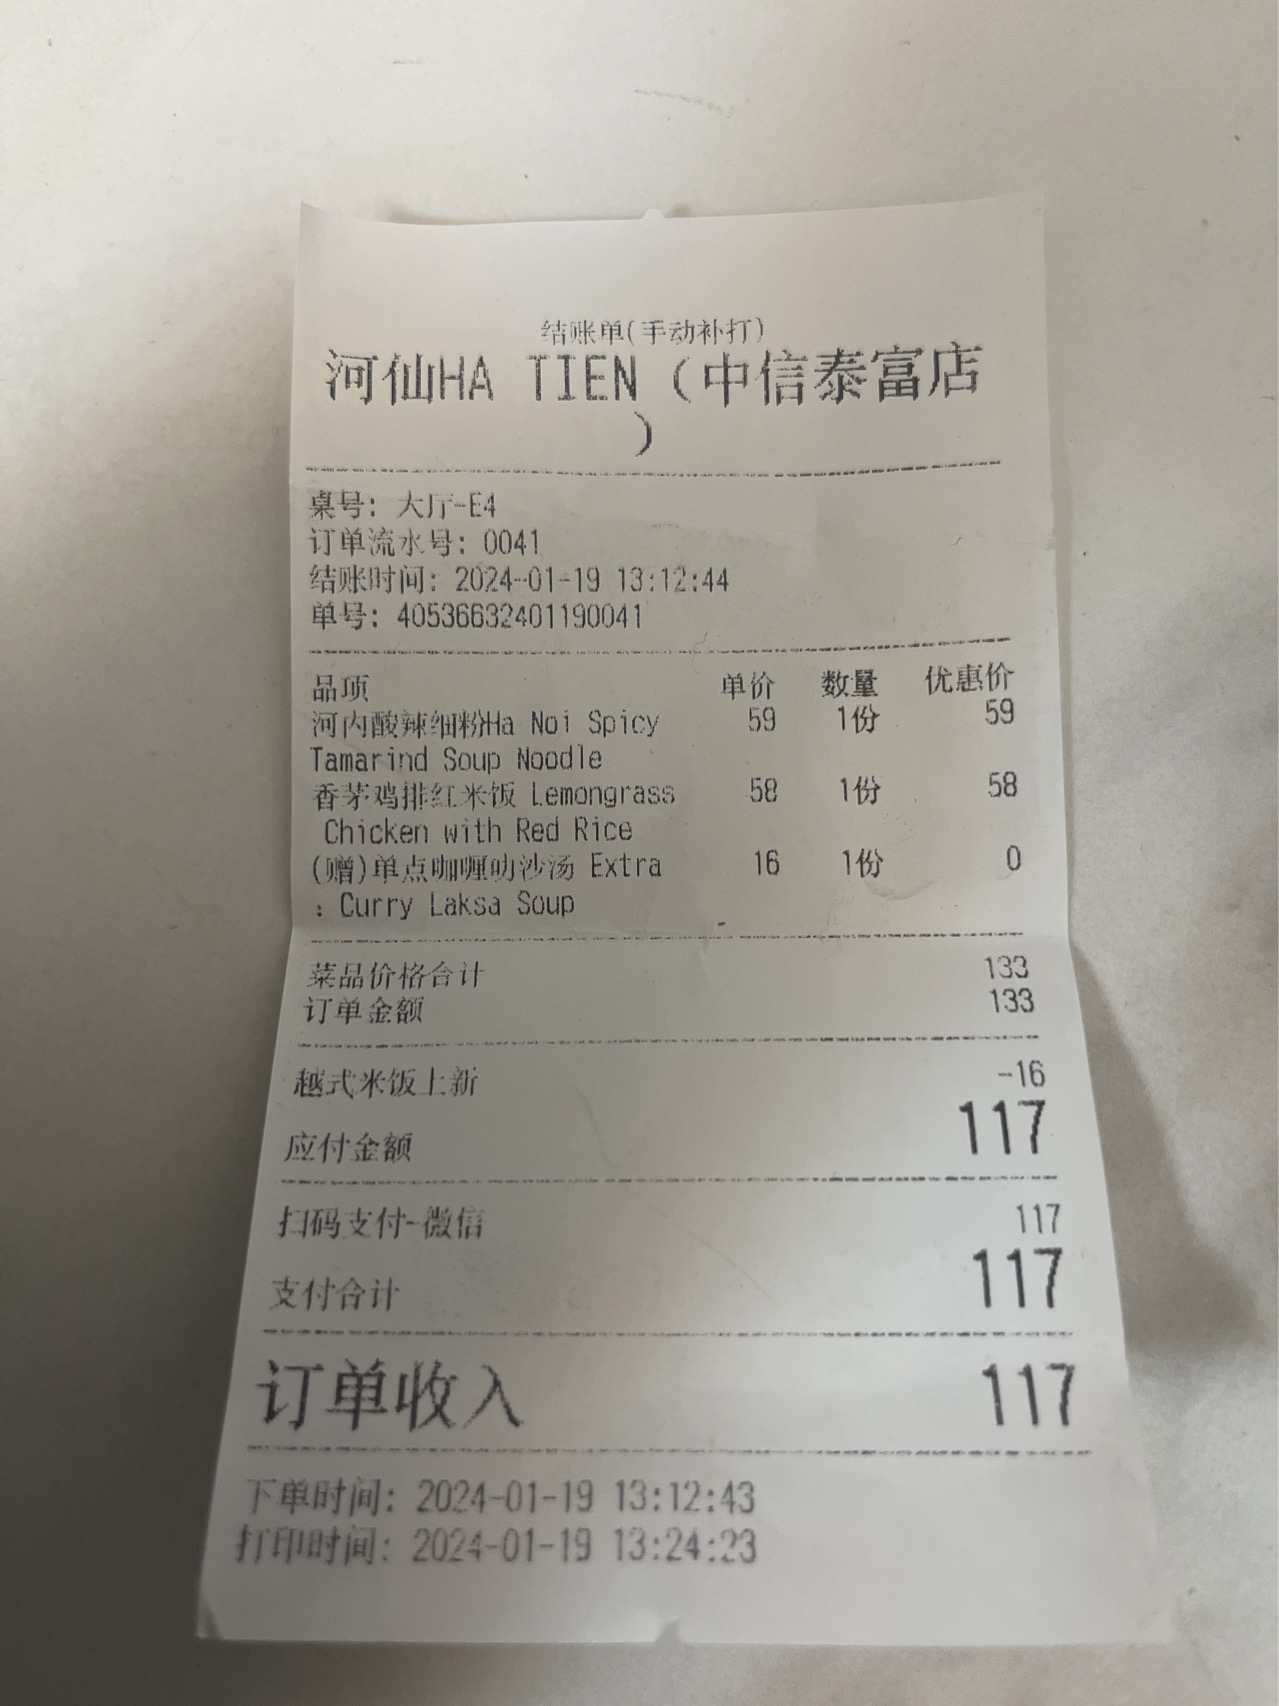 结账单(手动补打)
河仙HA TIEN (中信泰富店
)
桌号: 大厅-E4
订单流水号: 0041
结账时间: 2024-01-19 13:12:44
单号: 40536632401190041
品项 单价 数量 优惠价
河内酸辣细粉Ha Noi Spicy 59 1份 59
Tamarind Soup Noodle
香茅鸡排红米饭 Lemongrass 58 1份 58
Chicken with Red Rice
(赠)单点咖喱叻沙汤 Extra 16 1份 0
: Curry Laksa Soup
菜品价格合计 133
订单金额 133
越式米饭上新 -16
应付金额 117
扫码支付-微信 117
支付合计 117
订单收入 117
下单时间: 2024-01-19 13:12:43
打印时间: 2024-01-19 13:24:23